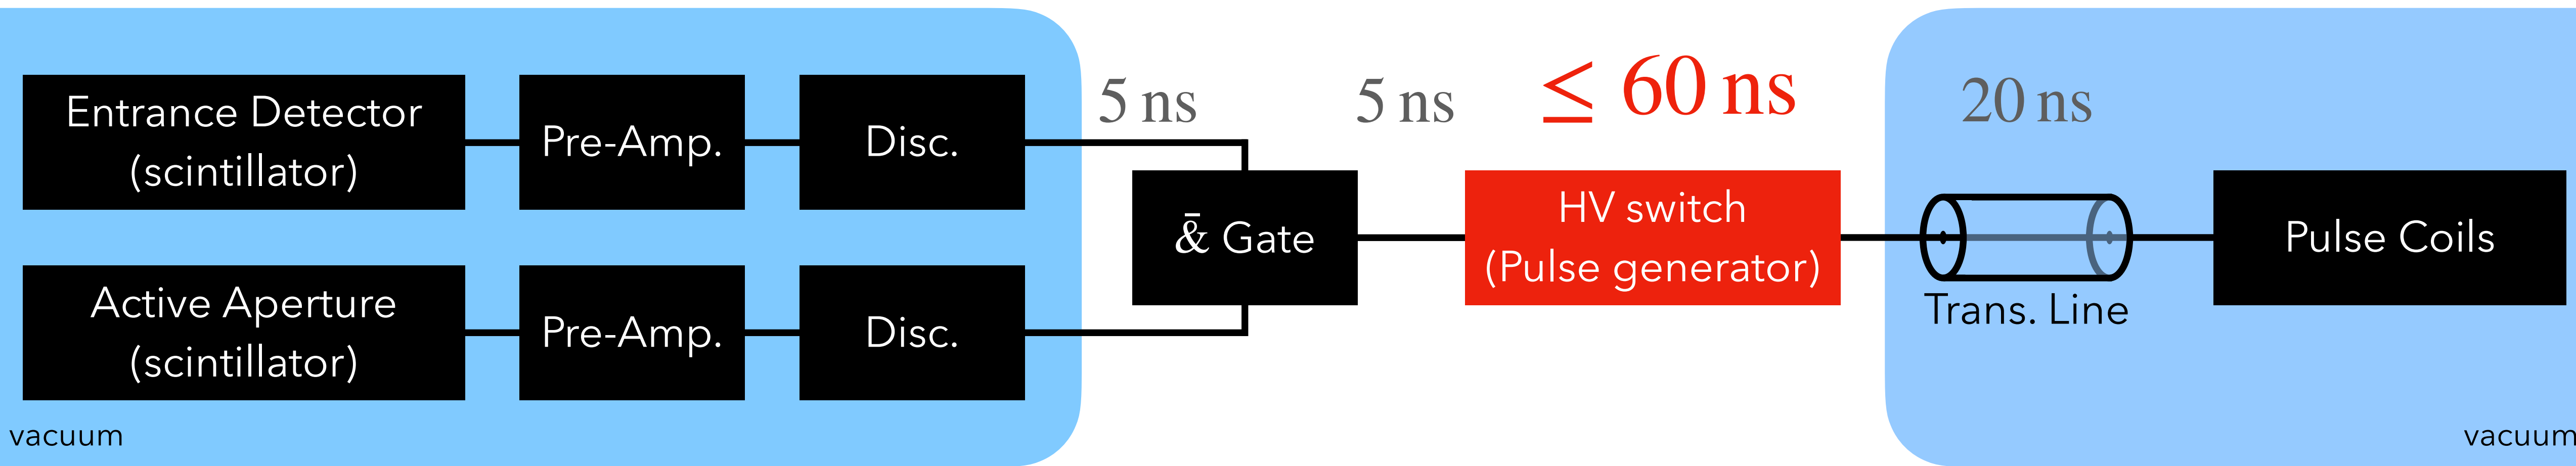 Entrance Detector
(scintillator)
Pre-Amp.
Disc.
5 ns
5 ns
≤ 60 ns
20 ns
Active Aperture
(scintillator)
Pre-Amp.
Disc.
&̄ Gate
HV switch
(Pulse generator)
Trans. Line
Pulse Coils
vacuum
vacuum